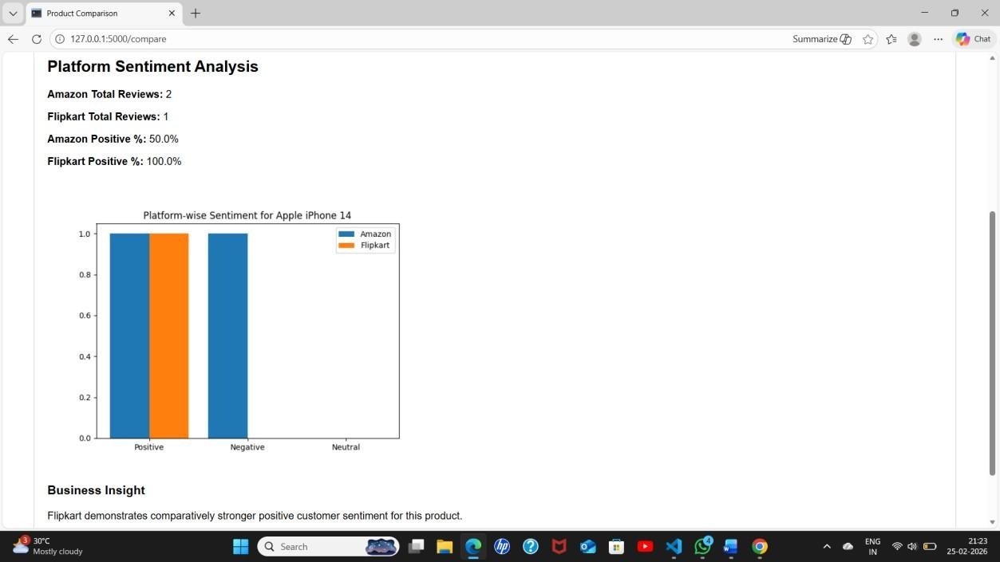 Product Comparison
127.0.0.1:5000/compare
Summarize
Chat
Platform Sentiment Analysis
Amazon Total Reviews: 2
Flipkart Total Reviews: 1
Amazon Positive %: 50.0%
Flipkart Positive %: 100.0%
Platform-wise Sentiment for Apple iPhone 14
Amazon
Flipkart
1.0
0.8
0.6
0.4
0.2
0.0
Positive Negative Neutral
Business Insight
Flipkart demonstrates comparatively stronger positive customer sentiment for this product.
3
30°C
Mostly cloudy
Search
hp
4
ENG
IN
21:23
25-02-2026